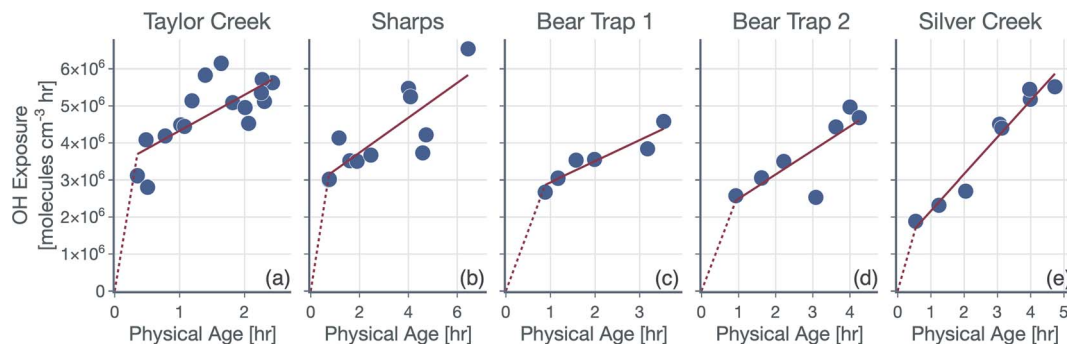 Taylor Creek
Sharps
Bear Trap 1
Bear Trap 2
Silver Creek
OH Exposure
[molecules cm⁻³ hr]
6×10⁶
5×10⁶
4×10⁶
3×10⁶
2×10⁶
1×10⁶
0
(a)
(b)
(c)
(d)
(e)
0 1 2
0 2 4 6
0 1 2 3
0 1 2 3 4
0 1 2 3 4 5
Physical Age [hr]
Physical Age [hr]
Physical Age [hr]
Physical Age [hr]
Physical Age [hr]